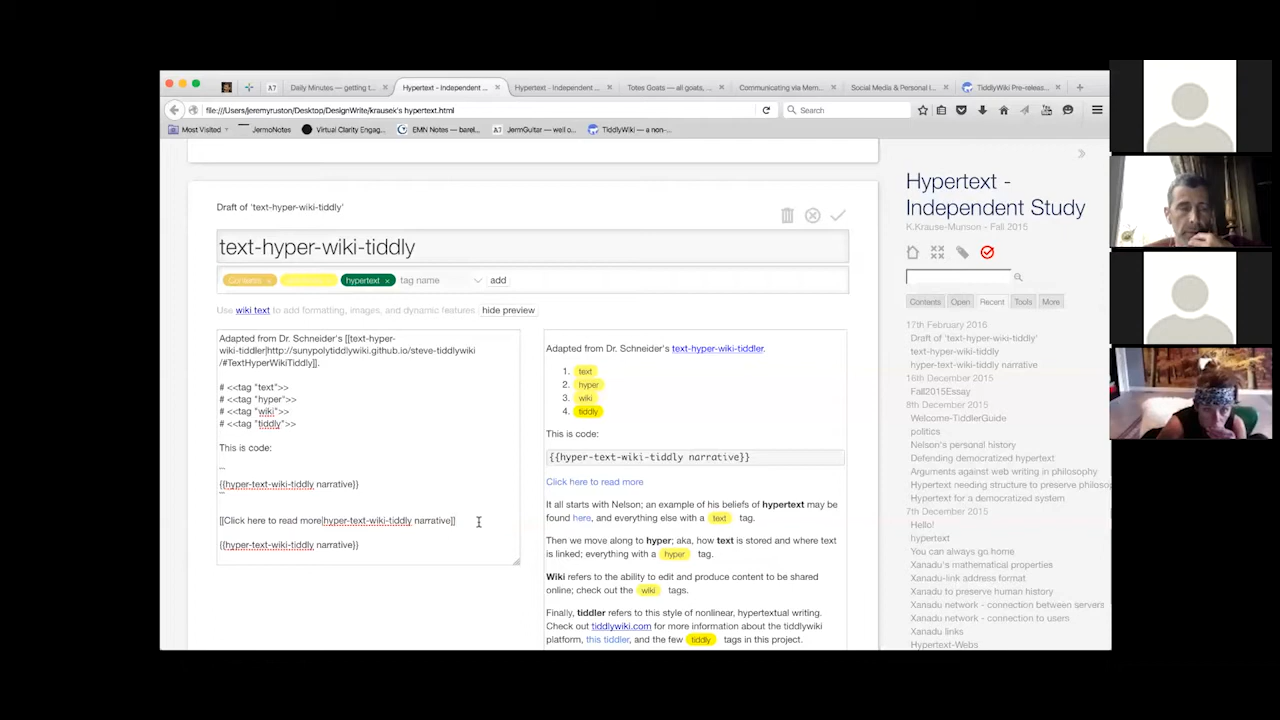 Daily Minutes — getting t...
Hypertext - Independent ...
Hypertext - Independent ...
Totes Goats — all goats, ...
Communicating via Mem...
Social Media & Personal I...
TiddlyWiki Pre-releas...
file:///Users/jeremyruston/Desktop/DesignWrite/krausek's hypertext.html
Search
Most Visited
JermoNotes
Virtual Clarity Engag...
EMN Notes — barel...
JermGuitar — well o...
TiddlyWiki — a non-...
Draft of 'text-hyper-wiki-tiddly'
text-hyper-wiki-tiddly
Contents ×
hypertext ×
tag name
add
Use wiki text to add formatting, images, and dynamic features
hide preview
Adapted from Dr. Schneider's [[text-hyper-
wiki-tiddler|http://sunypolytiddlywiki.github.io/steve-tiddlywiki
/#TextHyperWikiTiddly]].
# <<tag "text">>
# <<tag "hyper">>
# <<tag "wiki">>
# <<tag "tiddly">>
This is code:
```
{{hyper-text-wiki-tiddly narrative}}
```
[[Click here to read more|hyper-text-wiki-tiddly narrative]]
{{hyper-text-wiki-tiddly narrative}}
Adapted from Dr. Schneider's text-hyper-wiki-tiddler.
1. text
2. hyper
3. wiki
4. tiddly
This is code:
{{hyper-text-wiki-tiddly narrative}}
Click here to read more
It all starts with Nelson; an example of his beliefs of hypertext may be
found here, and everything else with a text tag.
Then we move along to hyper; aka, how text is stored and where text
is linked; everything with a hyper tag.
Wiki refers to the ability to edit and produce content to be shared
online; check out the wiki tags.
Finally, tiddler refers to this style of nonlinear, hypertextual writing.
Check out tiddlywiki.com for more information about the tiddlywiki
platform, this tiddler, and the few tiddly tags in this project.
Hypertext -
Independent Study
K.Krause-Munson - Fall 2015
Contents
Open
Recent
Tools
More
17th February 2016
Draft of 'text-hyper-wiki-tiddly'
text-hyper-wiki-tiddly
hyper-text-wiki-tiddly narrative
16th December 2015
Fall2015Essay
8th December 2015
Welcome-TiddlerGuide
politics
Nelson's personal history
Defending democratized hypertext
Arguments against web writing in philosophy
Hypertext needing structure to preserve philosop
Hypertext for a democratized system
7th December 2015
Hello!
hypertext
You can always go home
Xanadu's mathematical properties
Xanadu-link address format
Xanadu to preserve human history
Xanadu network - connection between servers
Xanadu network - connection to users
Xanadu links
Hypertext-Webs